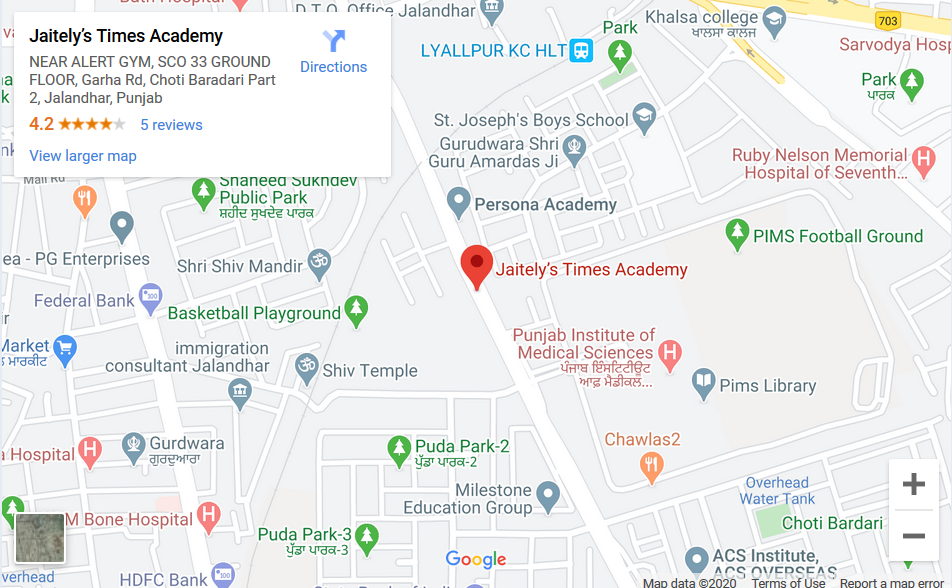 Bath Hospital
D.T.O. Office Jalandhar
Khalsa college
ਖਾਲਸਾ ਕਾਲਜ
703
Jaitely's Times Academy
NEAR ALERT GYM, SCO 33 GROUND
FLOOR, Garha Rd, Choti Baradari Part
2, Jalandhar, Punjab
4.2
5 reviews
View larger map
Directions
LYALLPUR KC HLT
Park
Sarvodya Hosp
Park
ਪਾਰਕ
St. Joseph's Boys School
Gurudwara Shri
Guru Amardas Ji
Ruby Nelson Memorial
Hospital of Seventh...
Mall Rd
Shaheed Sukhdev
Public Park
ਸ਼ਹੀਦ ਸੁਖਦੇਵ ਪਾਰਕ
Persona Academy
PIMS Football Ground
ea - PG Enterprises
Shri Shiv Mandir
Jaitely's Times Academy
Federal Bank
Basketball Playground
Market
ਮਾਰਕੀਟ
immigration
consultant Jalandhar
Shiv Temple
Punjab Institute of
Medical Sciences
ਪੰਜਾਬ ਇੰਸਟਿਟਿਊਟ
ਆਫ਼ ਮੈਡੀਕਲ...
Pims Library
Chawlas2
a Hospital
Gurdwara
ਗੁਰਦੁਆਰਾ
Puda Park-2
ਪੁੱਡਾ ਪਾਰਕ-2
Milestone
Education Group
Overhead
Water Tank
Choti Bardari
M Bone Hospital
Puda Park-3
ਪੁੱਡਾ ਪਾਰਕ-3
Google
ACS Institute,
ACS OVERSEAS
verhead
HDFC Bank
Map data ©2020 Terms of Use Report a map error